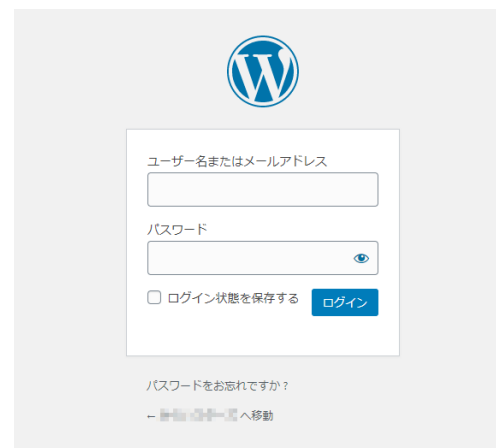 ユーザー名またはメールアドレス
パスワード
ログイン状態を保存する
ログイン
パスワードをお忘れですか ?
← へ移動